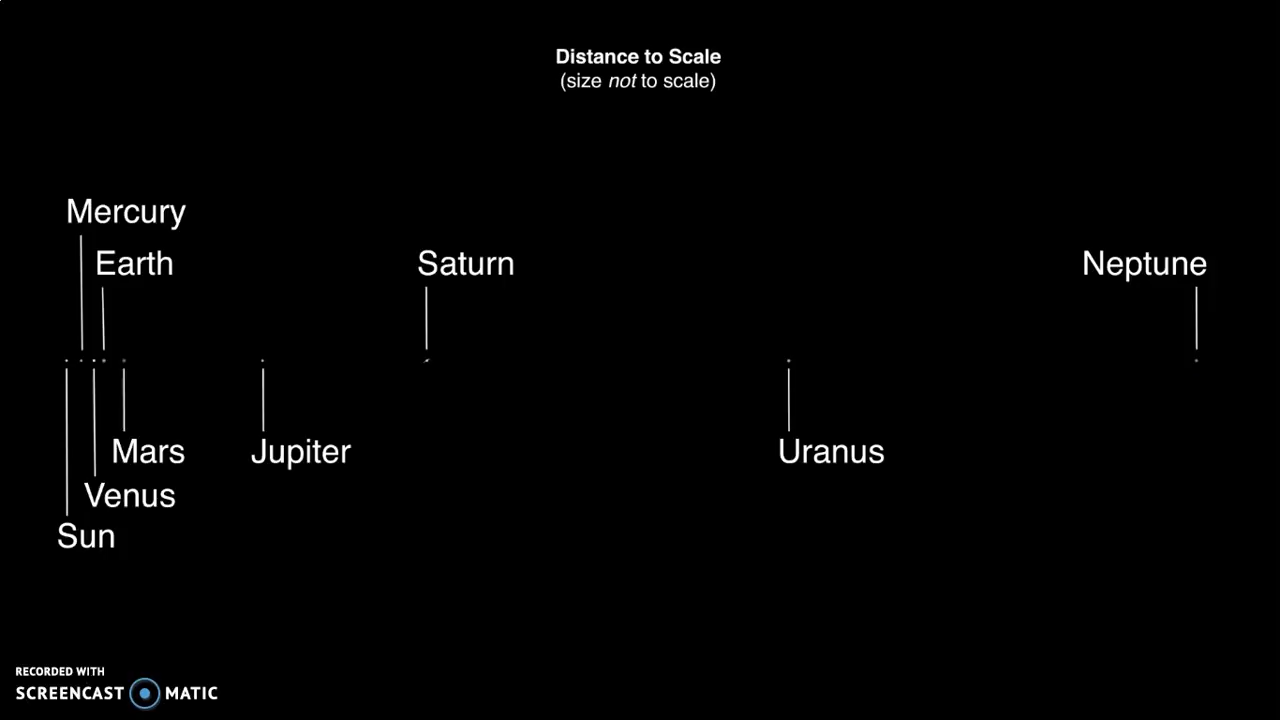 Distance to Scale
(size not to scale)
Mercury
Earth
Saturn
Neptune
Mars
Jupiter
Uranus
Venus
Sun
RECORDED WITH
SCREENCAST MATIC